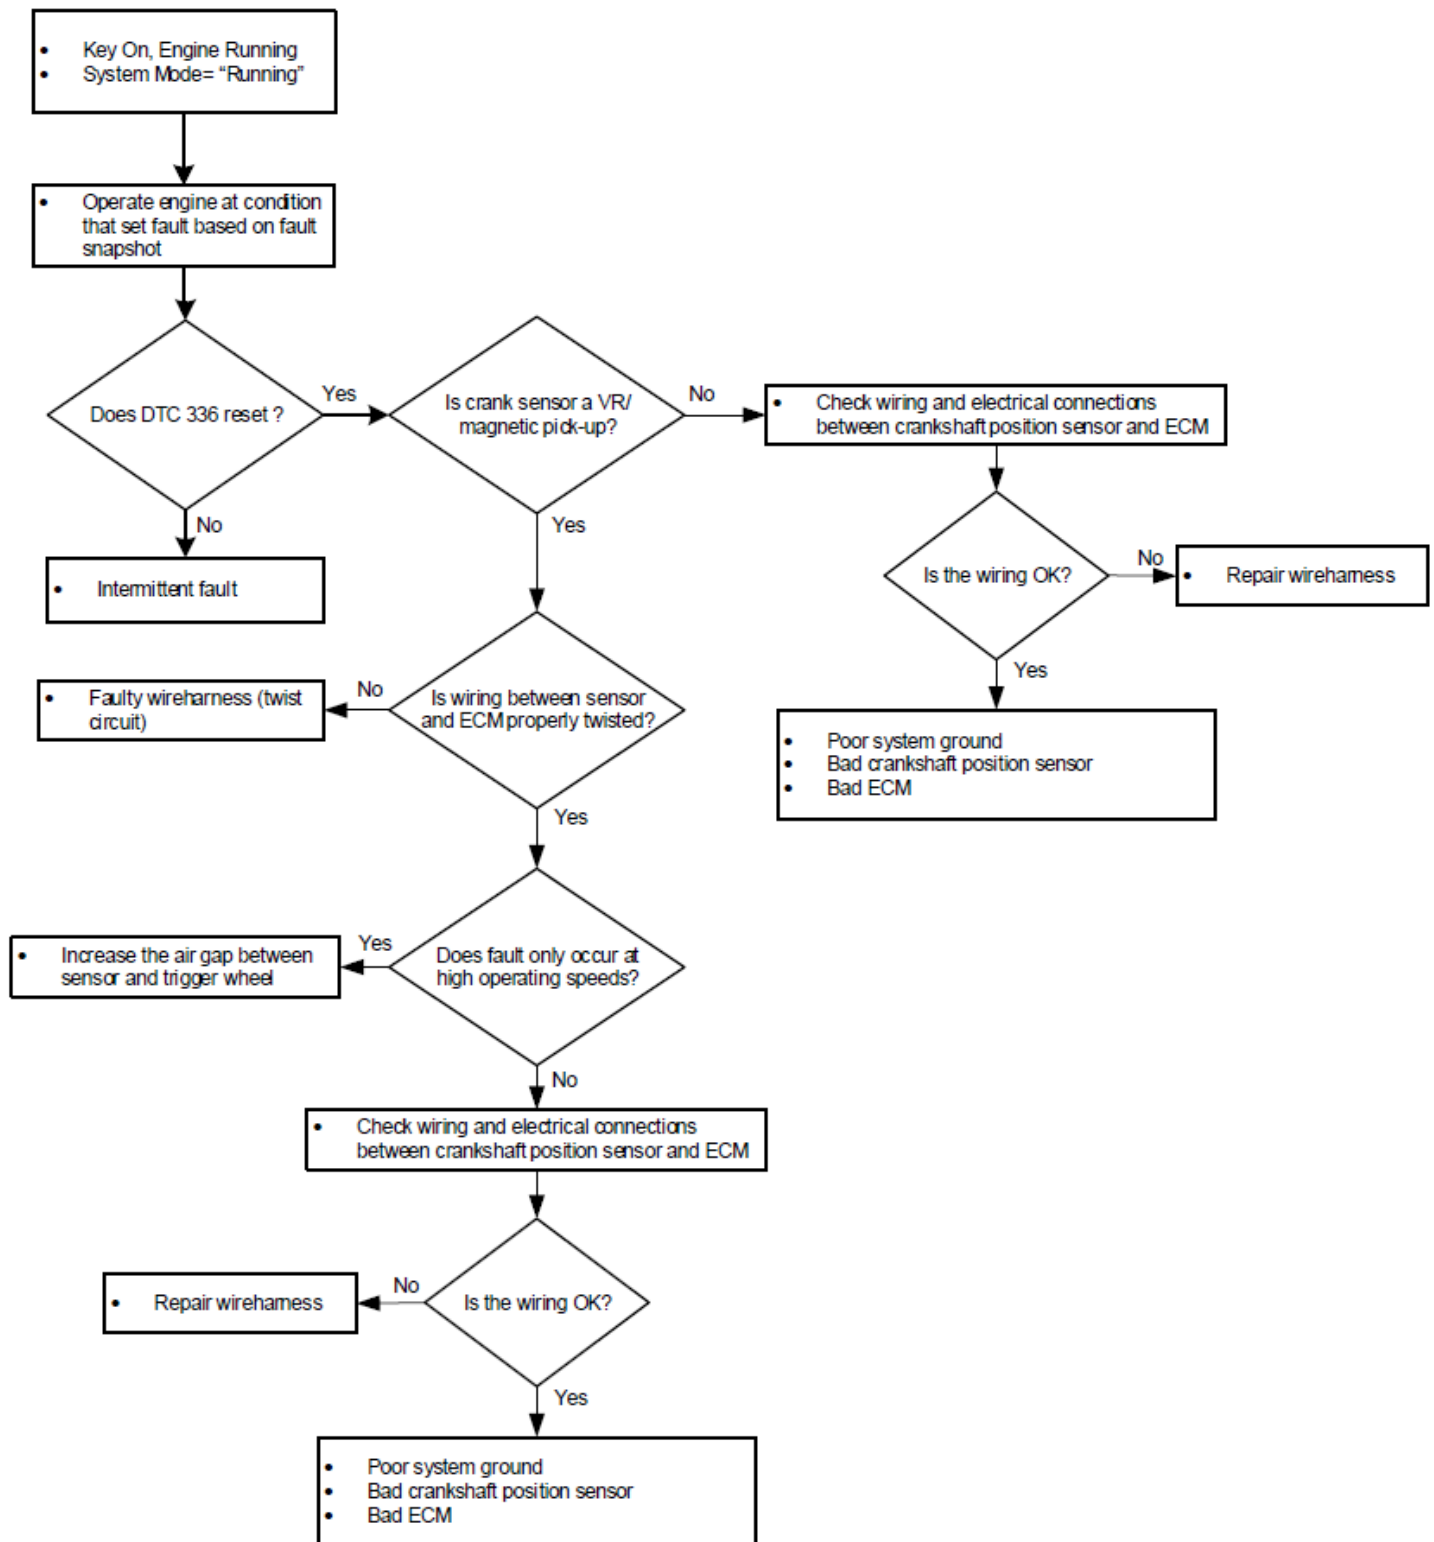 • Key On, Engine Running
• System Mode= “Running”
• Operate engine at condition
that set fault based on fault
snapshot
Does DTC 336 reset ?
Yes
Is crank sensor a VR/
magnetic pick-up?
No
• Check wiring and electrical connections
between crankshaft position sensor and ECM
No
• Intermittent fault
Yes
Is the wiring OK?
No
• Repair wireharness
Yes
• Poor system ground
• Bad crankshaft position sensor
• Bad ECM
Is wiring between sensor
and ECM properly twisted?
No
• Faulty wireharness (twist
circuit)
Yes
Does fault only occur at
high operating speeds?
Yes
• Increase the air gap between
sensor and trigger wheel
No
• Check wiring and electrical connections
between crankshaft position sensor and ECM
Is the wiring OK?
No
• Repair wireharness
Yes
• Poor system ground
• Bad crankshaft position sensor
• Bad ECM